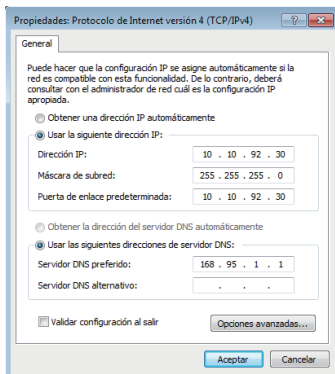 Propiedades: Protocolo de Internet versión 4 (TCP/IPv4)
General
Puede hacer que la configuración IP se asigne automáticamente si la
red es compatible con esta funcionalidad. De lo contrario, deberá
consultar con el administrador de red cuál es la configuración IP
apropiada.
Obtener una dirección IP automáticamente
Usar la siguiente dirección IP:
Dirección IP: 10 . 10 . 92 . 30
Máscara de subred: 255 . 255 . 255 . 0
Puerta de enlace predeterminada: 10 . 10 . 92 . 30
Obtener la dirección del servidor DNS automáticamente
Usar las siguientes direcciones de servidor DNS:
Servidor DNS preferido: 168 . 95 . 1 . 1
Servidor DNS alternativo: . . .
Validar configuración al salir
Opciones avanzadas...
Aceptar Cancelar